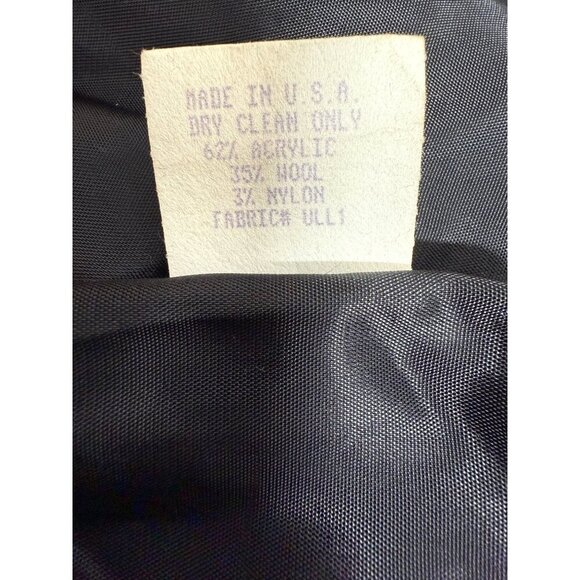 MADE IN U.S.A.
DRY CLEAN ONLY
62% ACRYLIC
35% WOOL
3% NYLON
FABRIC# ULL1